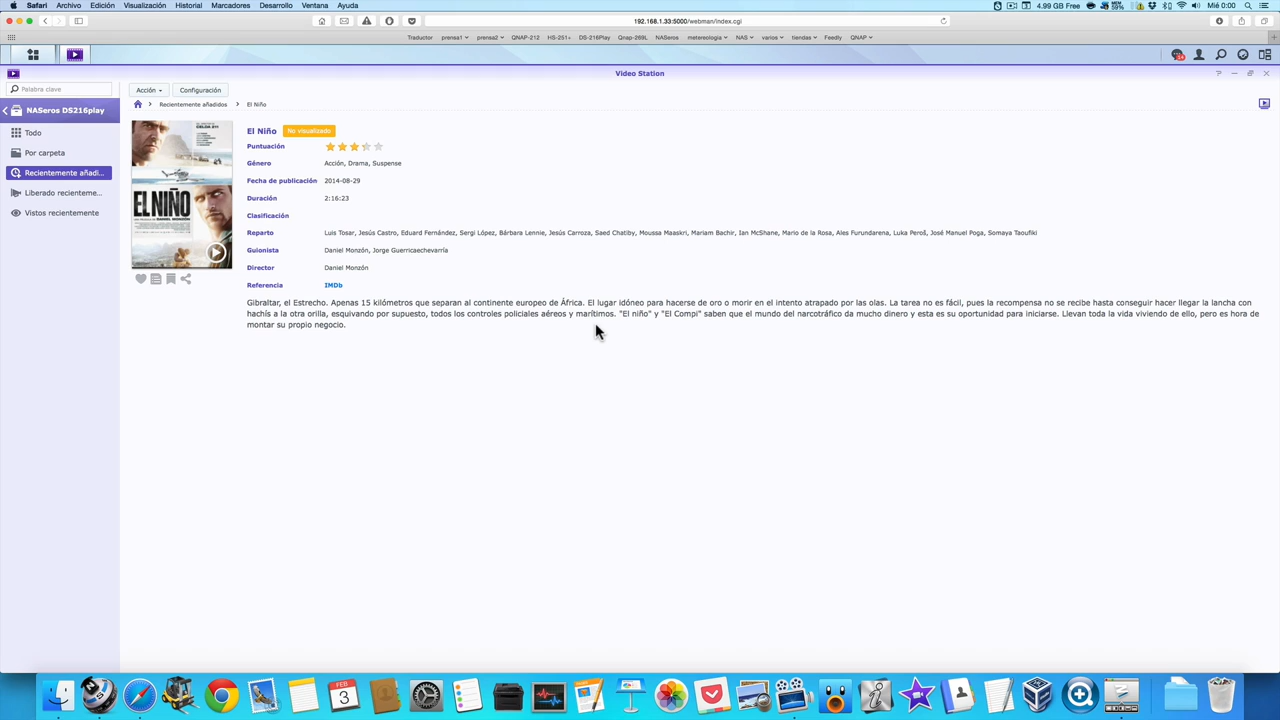 Safari Archivo Edición Visualización Historial Marcadores Desarrollo Ventana Ayuda 4.99 GB Free Mié 0:00
192.168.1.33:5000/webman/index.cgi
Traductor prensa1 prensa2 QNAP-212 HS-251+ DS-216Play Qnap-269L NASeros metereologia NAS varios tiendas Feedly QNAP
Video Station
Palabra clave
Acción Configuración
Recientemente añadidos El Niño
NASeros DS216play
Todo
Por carpeta
Recientemente añadi...
Liberado recienteme...
Vistos recientemente
EL NIÑO
El Niño No visualizado
Puntuación
Género Acción, Drama, Suspense
Fecha de publicación 2014-08-29
Duración 2:16:23
Clasificación
Reparto Luis Tosar, Jesús Castro, Eduard Fernández, Sergi López, Bárbara Lennie, Jesús Carroza, Saed Chatiby, Moussa Maaskri, Mariam Bachir, Ian McShane, Mario de la Rosa, Ales Furundarena, Luka Peroš, José Manuel Poga, Somaya Taoufiki
Guionista Daniel Monzón, Jorge Guerricaechevarría
Director Daniel Monzón
Referencia IMDb
Gibraltar, el Estrecho. Apenas 15 kilómetros que separan al continente europeo de África. El lugar idóneo para hacerse de oro o morir en el intento atrapado por las olas. La tarea no es fácil, pues la recompensa no se recibe hasta conseguir hacer llegar la lancha con
hachís a la otra orilla, esquivando por supuesto, todos los controles policiales aéreos y marítimos. "El niño" y "El Compi" saben que el mundo del narcotráfico da mucho dinero y esta es su oportunidad para iniciarse. Llevan toda la vida viviendo de ello, pero es hora de
montar su propio negocio.
FEB
3